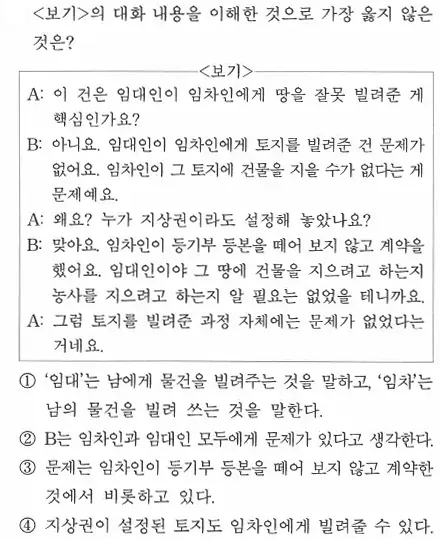 <보기>의 대화 내용을 이해한 것으로 가장 옳지 않은
것은?
<보기>
A: 이 건은 임대인이 임차인에게 땅을 잘못 빌려준 게
핵심인가요?
B: 아니요. 임대인이 임차인에게 토지를 빌려준 건 문제가
없어요. 임차인이 그 토지에 건물을 지을 수가 없다는 게
문제예요.
A: 왜요? 누가 지상권이라도 설정해 놓았나요?
B: 맞아요. 임차인이 등기부 등본을 떼어 보지 않고 계약을
했어요. 임대인이야 그 땅에 건물을 지으려고 하는지
농사를 지으려고 하는지 알 필요는 없었을 테니까요.
A: 그럼 토지를 빌려준 과정 자체에는 문제가 없었다는
거네요.
① ‘임대’는 남에게 물건을 빌려주는 것을 말하고, ‘임차’는
남의 물건을 빌려 쓰는 것을 말한다.
② B는 임차인과 임대인 모두에게 문제가 있다고 생각한다.
③ 문제는 임차인이 등기부 등본을 떼어 보지 않고 계약한
것에서 비롯하고 있다.
④ 지상권이 설정된 토지도 임차인에게 빌려줄 수 있다.